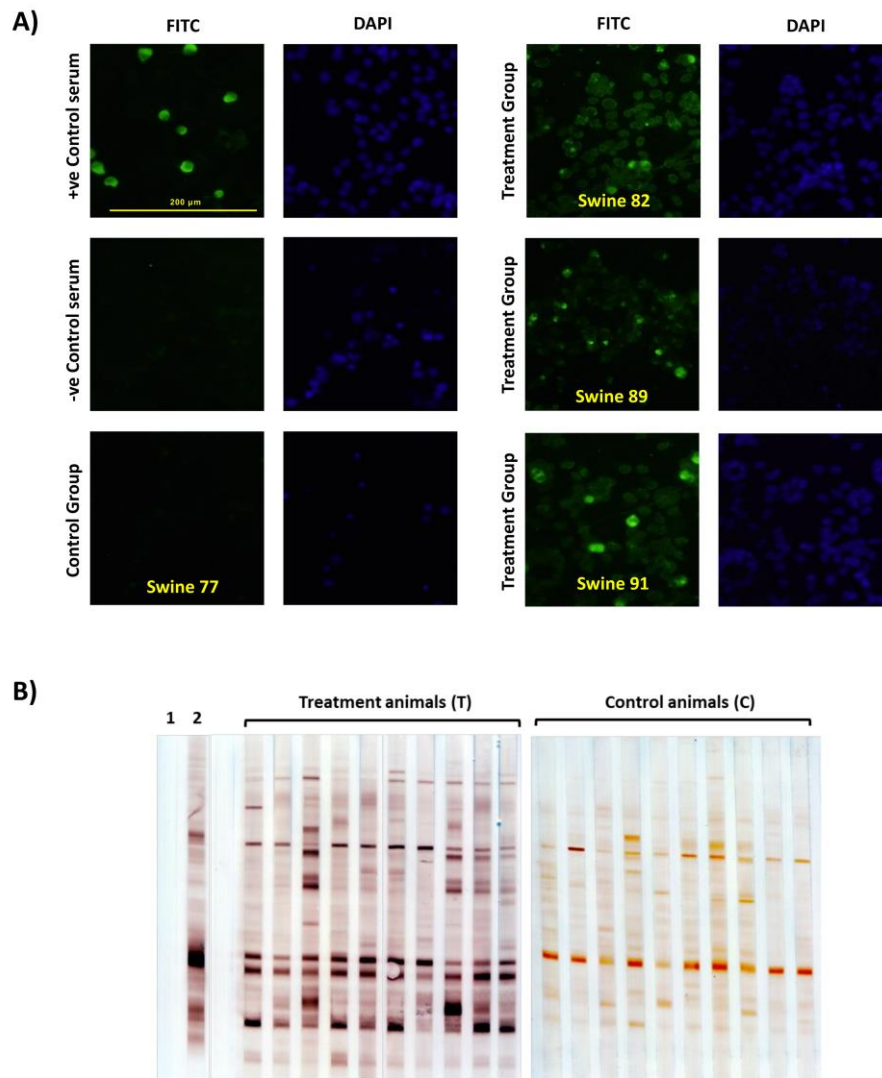 A)
FITC
DAPI
FITC
DAPI
+ve Control serum
200 µm
Treatment Group
Swine 82
-ve Control serum
Treatment Group
Swine 89
Control Group
Swine 77
Treatment Group
Swine 91
B)
Treatment animals (T)
Control animals (C)
1 2